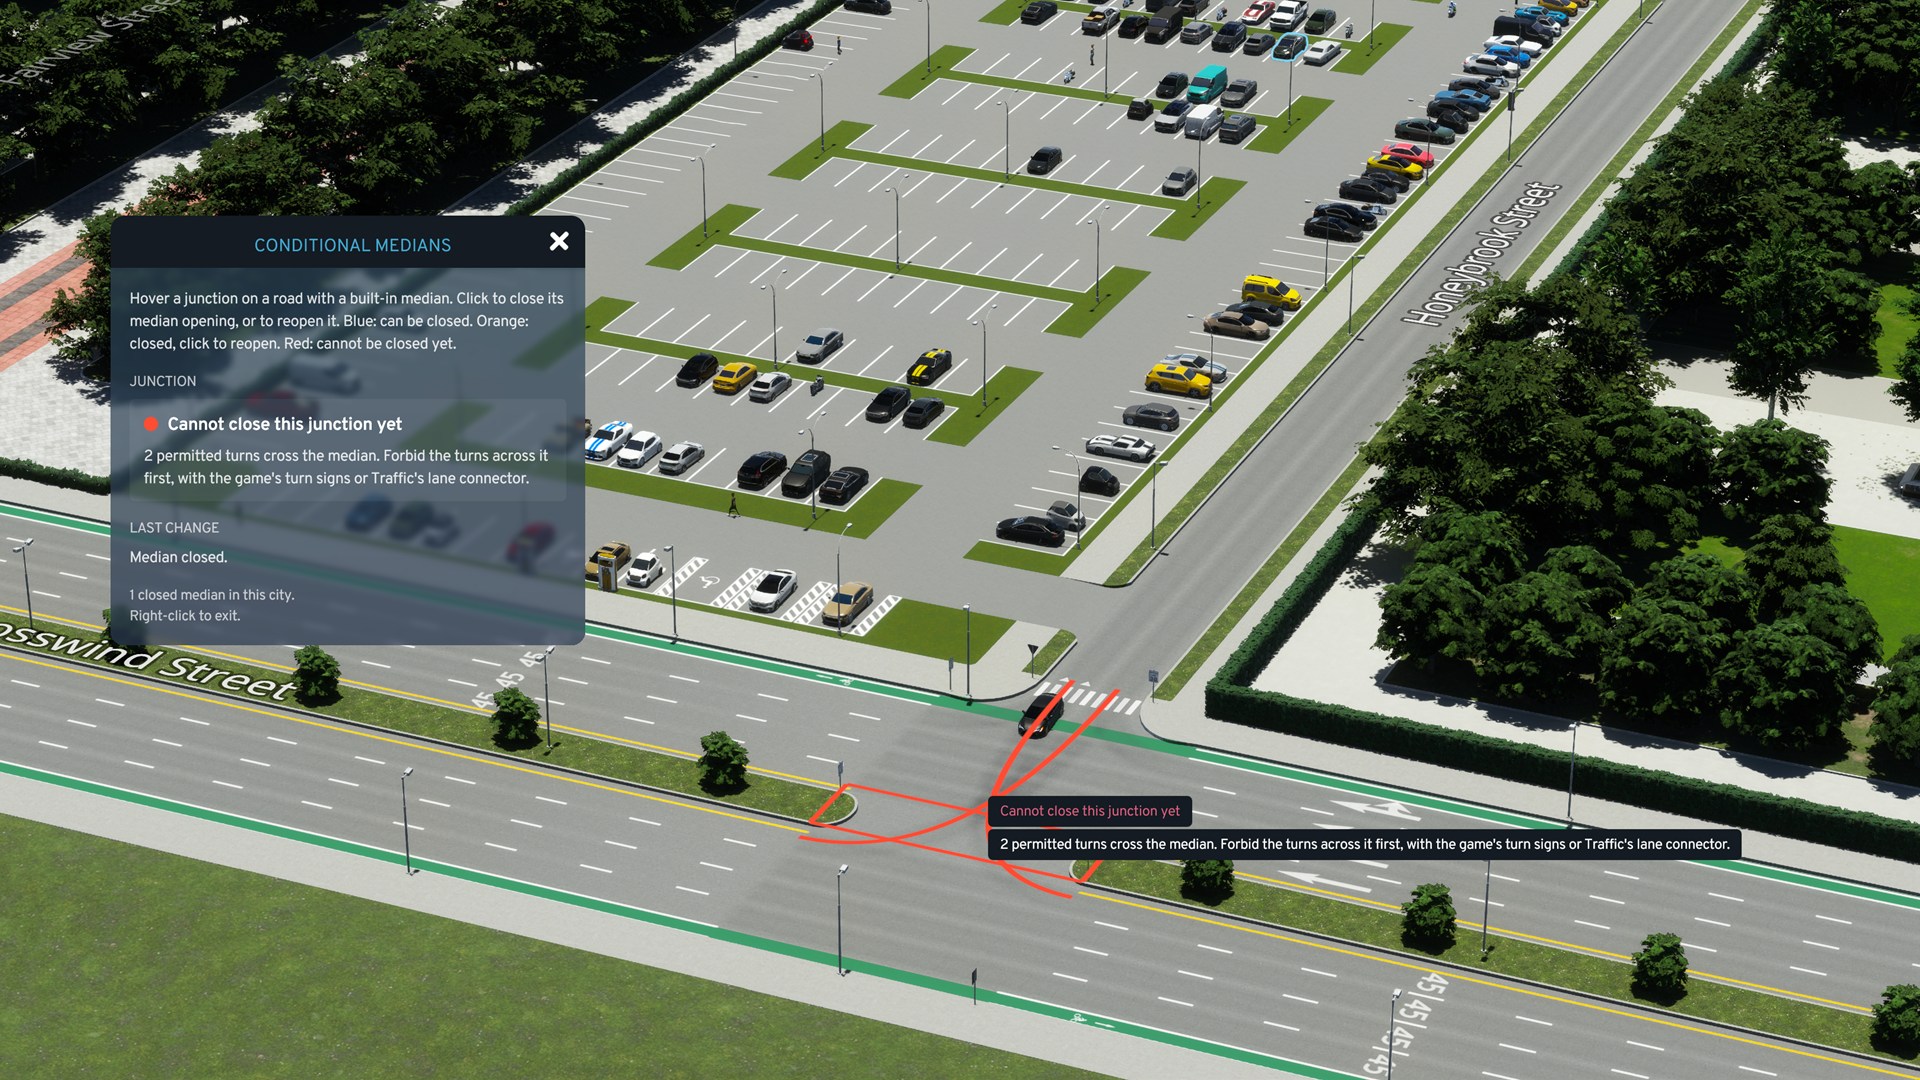 Fairview Street
Honeybrook Street
CONDITIONAL MEDIANS
Hover a junction on a road with a built-in median. Click to close its
median opening, or to reopen it. Blue: can be closed. Orange:
closed, click to reopen. Red: cannot be closed yet.
JUNCTION
Cannot close this junction yet
2 permitted turns cross the median. Forbid the turns across it
first, with the game's turn signs or Traffic's lane connector.
LAST CHANGE
Median closed.
1 closed median in this city.
Right-click to exit.
osswind Street
45 45 45
Cannot close this junction yet
2 permitted turns cross the median. Forbid the turns across it first, with the game's turn signs or Traffic's lane connector.
45|45|45|45